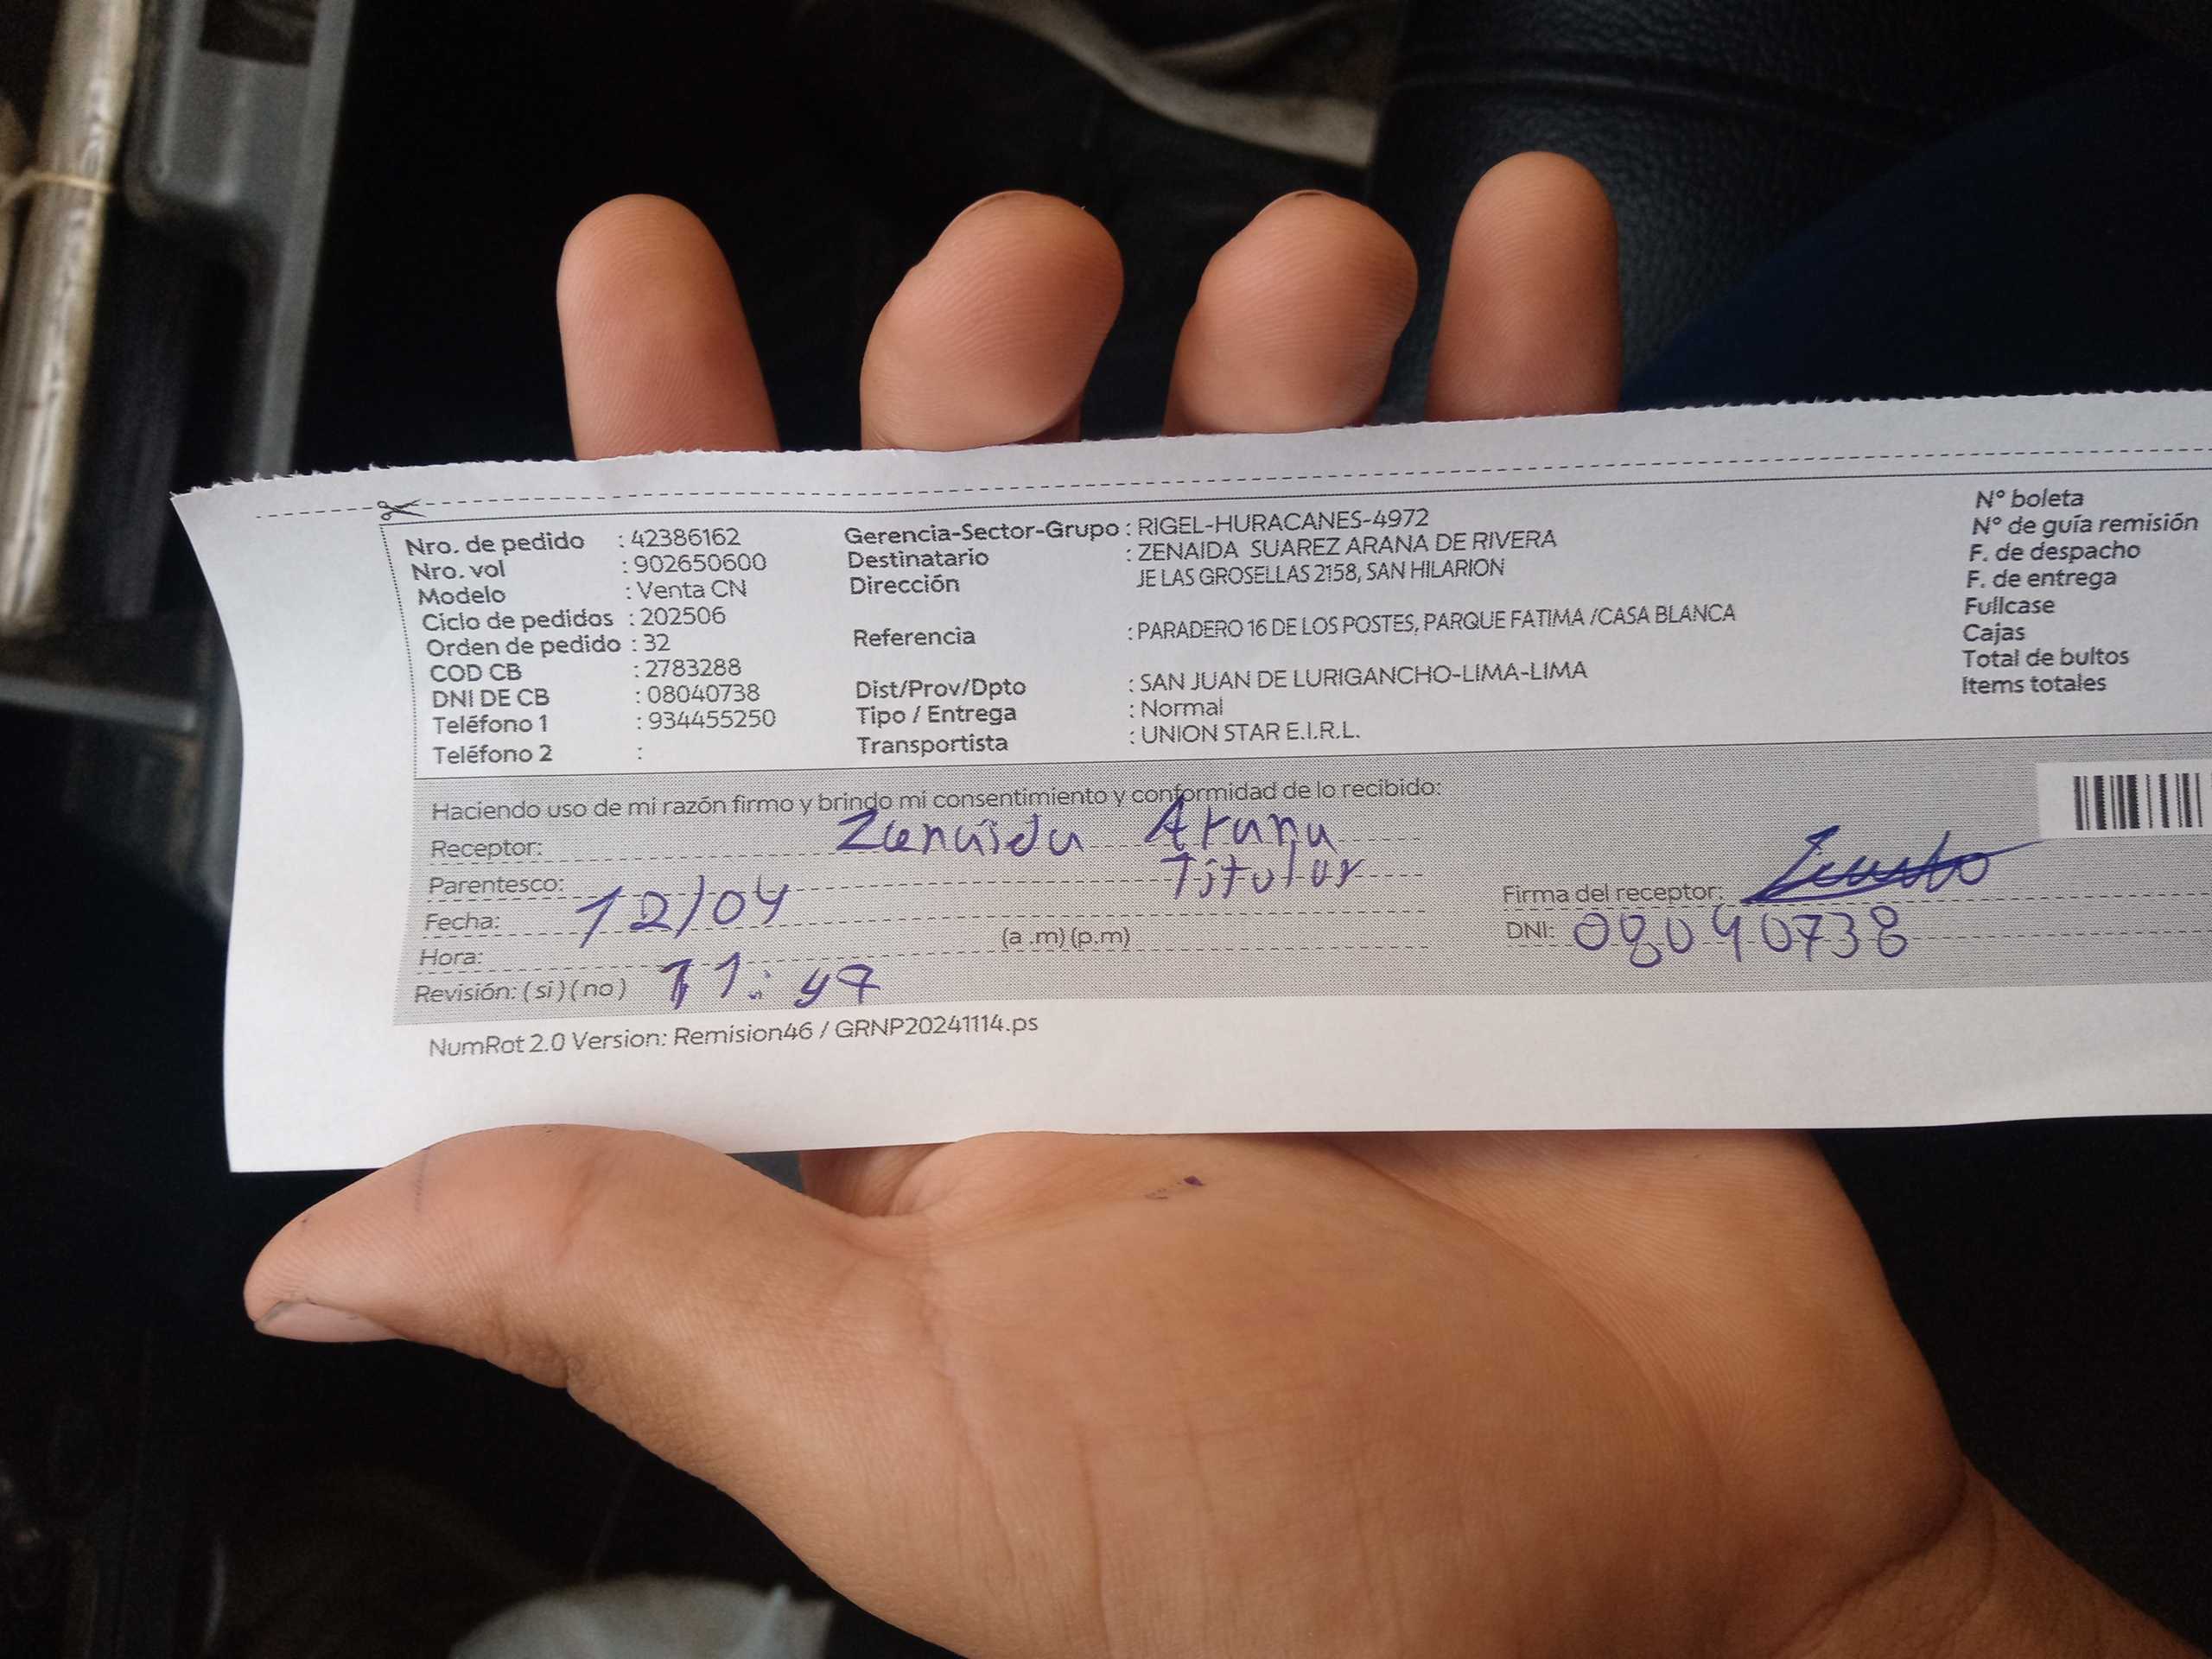 Nro. de pedido : 42386162
Nro. vol : 902650600
Modelo : Venta CN
Ciclo de pedidos : 202506
Orden de pedido : 32
COD CB : 2783288
DNI DE CB : 08040738
Teléfono 1 : 934455250
Teléfono 2 :
Gerencia-Sector-Grupo : RIGEL-HURACANES-4972
Destinatario : ZENAIDA SUAREZ ARANA DE RIVERA
Dirección JE LAS GROSELLAS 2158, SAN HILARION
Referencia : PARADERO 16 DE LOS POSTES, PARQUE FATIMA /CASA BLANCA
Dist/Prov/Dpto : SAN JUAN DE LURIGANCHO-LIMA-LIMA
Tipo / Entrega : Normal
Transportista : UNION STAR E.I.R.L.
N° boleta
N° de guía remisión
F. de despacho
F. de entrega
Fullcase
Cajas
Total de bultos
Items totales
Haciendo uso de mi razón firmo y brindo mi consentimiento y conformidad de lo recibido:
Receptor: Zenaida Arana
Parentesco: Titular
Fecha: 12/04
Hora: (a .m) (p.m)
Revisión: ( si ) ( no ) 11:47
Firma del receptor:
DNI: 08040738
NumRot 2.0 Version: Remision46 / GRNP20241114.ps